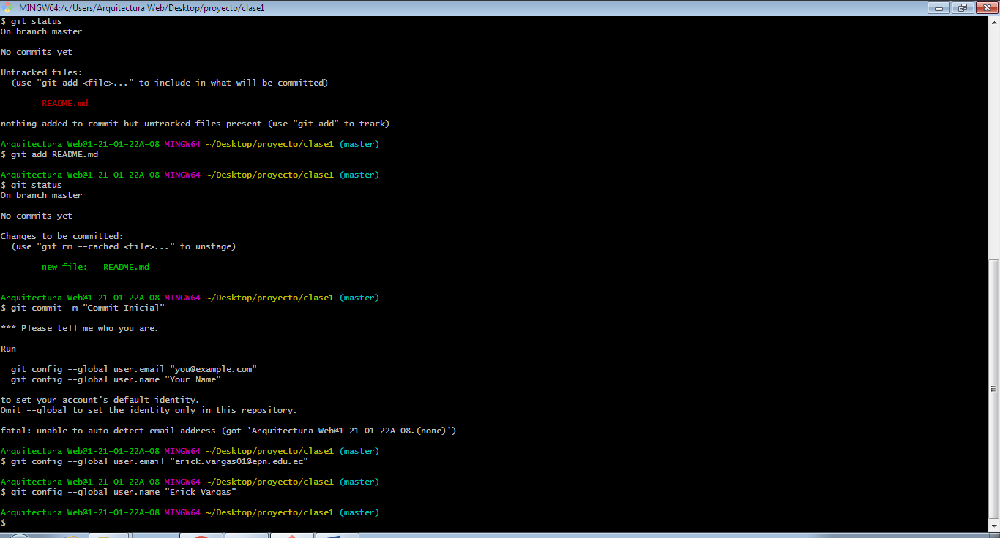 MINGW64:/c/Users/Arquitectura Web/Desktop/proyecto/clase1
$ git status
On branch master
No commits yet
Untracked files:
(use "git add <file>..." to include in what will be committed)
README.md
nothing added to commit but untracked files present (use "git add" to track)
Arquitectura Web@1-21-01-22A-08 MINGW64 ~/Desktop/proyecto/clase1 (master)
$ git add README.md
Arquitectura Web@1-21-01-22A-08 MINGW64 ~/Desktop/proyecto/clase1 (master)
$ git status
On branch master
No commits yet
Changes to be committed:
(use "git rm --cached <file>..." to unstage)
new file:   README.md
Arquitectura Web@1-21-01-22A-08 MINGW64 ~/Desktop/proyecto/clase1 (master)
$ git commit -m "Commit Inicial"
*** Please tell me who you are.
Run
git config --global user.email "you@example.com"
git config --global user.name "Your Name"
to set your account's default identity.
Omit --global to set the identity only in this repository.
fatal: unable to auto-detect email address (got 'Arquitectura Web@1-21-01-22A-08.(none)')
Arquitectura Web@1-21-01-22A-08 MINGW64 ~/Desktop/proyecto/clase1 (master)
$ git config --global user.email "erick.vargas01@epn.edu.ec"
Arquitectura Web@1-21-01-22A-08 MINGW64 ~/Desktop/proyecto/clase1 (master)
$ git config --global user.name "Erick Vargas"
Arquitectura Web@1-21-01-22A-08 MINGW64 ~/Desktop/proyecto/clase1 (master)
$